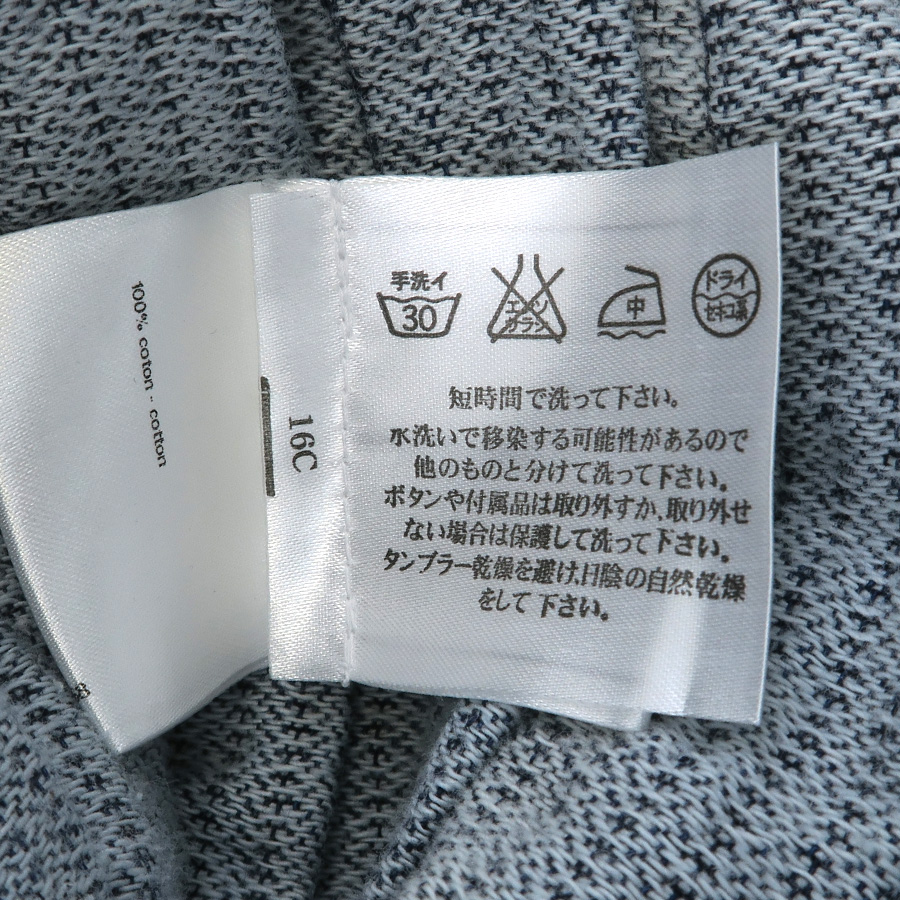 100% coton - cotton
16C
手洗イ
30
エンソ
サラシ
中
ドライ
セキユ系
短時間で洗って下さい。
水洗いで移染する可能性があるので
他のものと分けて洗って下さい。
ボタンや付属品は取り外すか、取り外せ
ない場合は保護して洗って下さい。
タンブラー乾燥を避け、日陰の自然乾燥
をして下さい。